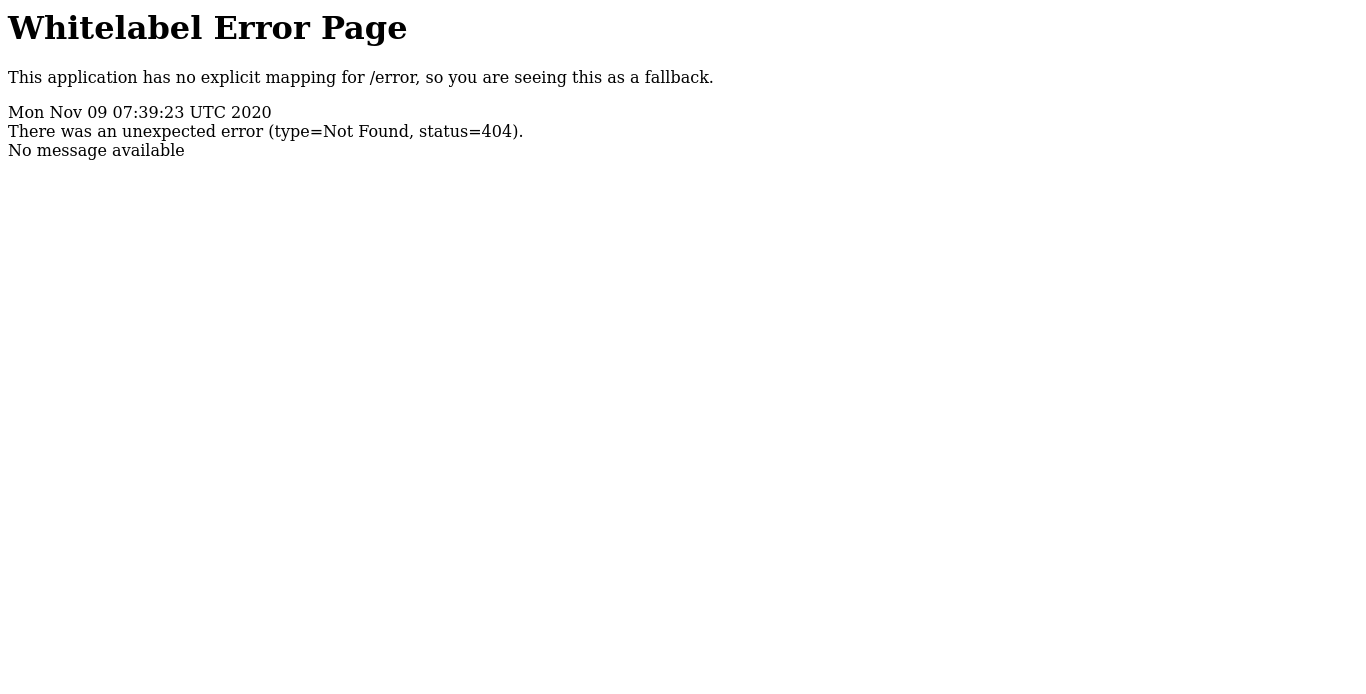 Whitelabel Error Page
This application has no explicit mapping for /error, so you are seeing this as a fallback.
Mon Nov 09 07:39:23 UTC 2020
There was an unexpected error (type=Not Found, status=404).
No message available